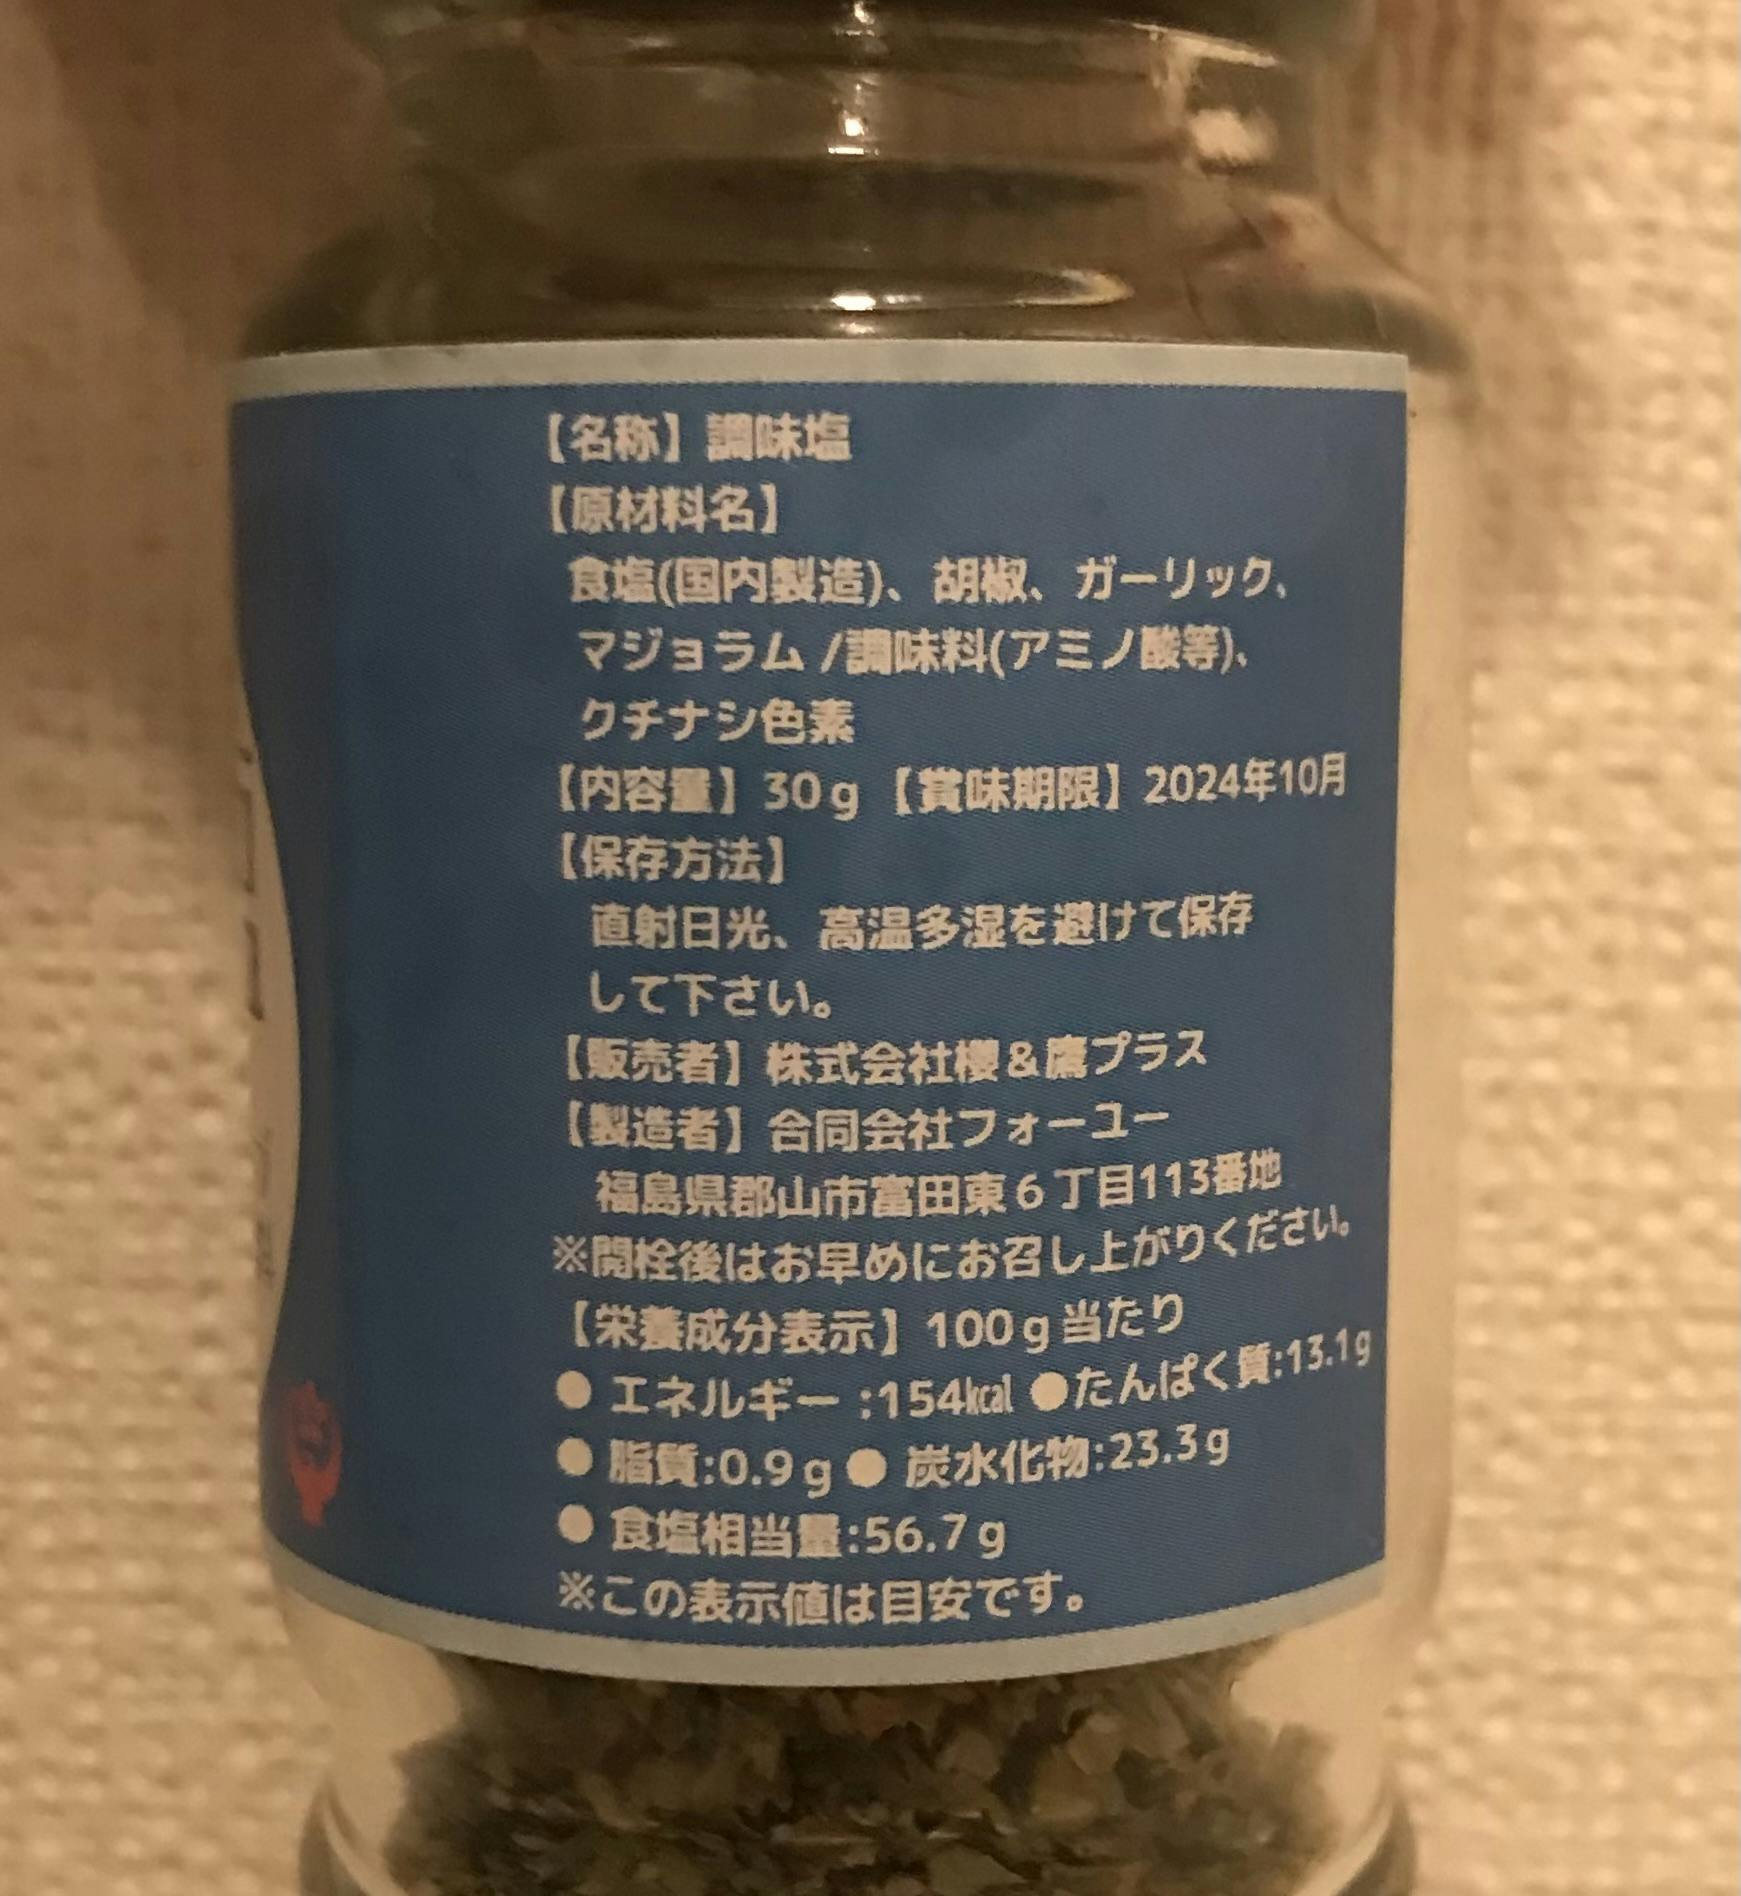 【名称】調味塩
【原材料名】
食塩(国内製造)、胡椒、ガーリック、
マジョラム /調味料(アミノ酸等)、
クチナシ色素
【内容量】30g【賞味期限】2024年10月
【保存方法】
直射日光、高温多湿を避けて保存
して下さい。
【販売者】株式会社櫻&鷹プラス
【製造者】合同会社フォーユー
福島県郡山市富田東6丁目113番地
※開栓後はお早めにお召し上がりください。
【栄養成分表示】100g当たり
● エネルギー :154㎉ ●たんぱく質:13.1g
● 脂質:0.9g ● 炭水化物:23.3g
● 食塩相当量:56.7g
※この表示値は目安です。